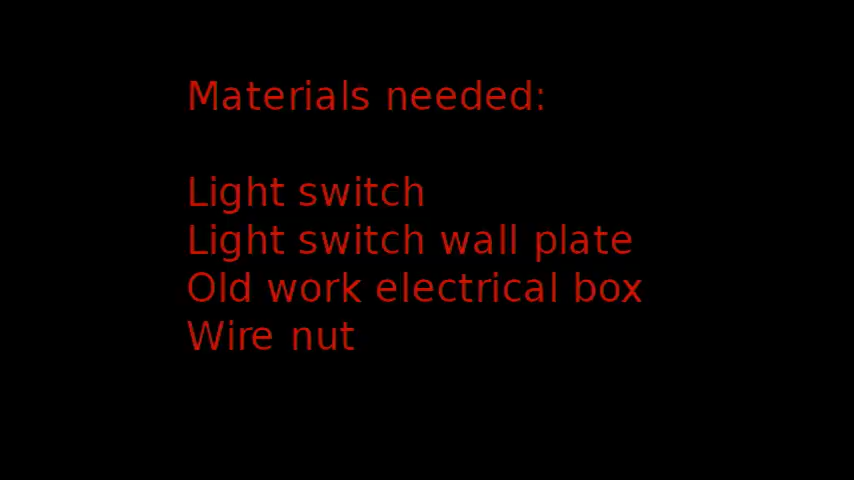 Materials needed:
Light switch
Light switch wall plate
Old work electrical box
Wire nut